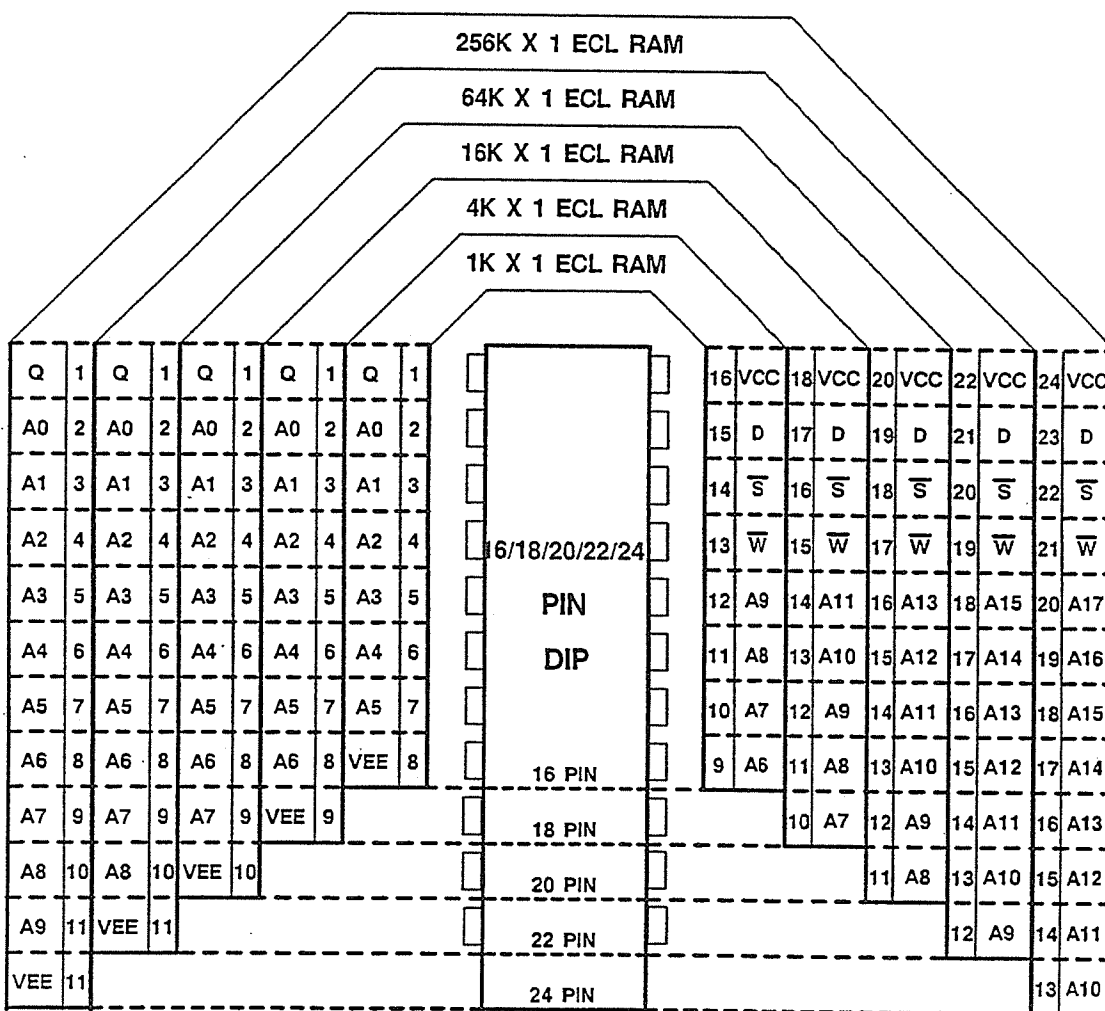 256K X 1 ECL RAM
64K X 1 ECL RAM
16K X 1 ECL RAM
4K X 1 ECL RAM
1K X 1 ECL RAM
Q 1 Q 1 Q 1 Q 1 Q 1 16 VCC 18 VCC 20 VCC 22 VCC 24 VCC
A0 2 A0 2 A0 2 A0 2 A0 2 15 D 17 D 19 D 21 D 23 D
A1 3 A1 3 A1 3 A1 3 A1 3 14 S̅ 16 S̅ 18 S̅ 20 S̅ 22 S̅
A2 4 A2 4 A2 4 A2 4 A2 4 16/18/20/22/24 13 W̅ 15 W̅ 17 W̅ 19 W̅ 21 W̅
A3 5 A3 5 A3 5 A3 5 A3 5 PIN 12 A9 14 A11 16 A13 18 A15 20 A17
A4 6 A4 6 A4 6 A4 6 A4 6 DIP 11 A8 13 A10 15 A12 17 A14 19 A16
A5 7 A5 7 A5 7 A5 7 A5 7 10 A7 12 A9 14 A11 16 A13 18 A15
A6 8 A6 8 A6 8 A6 8 VEE 8 16 PIN 9 A6 11 A8 13 A10 15 A12 17 A14
A7 9 A7 9 A7 9 VEE 9 18 PIN 10 A7 12 A9 14 A11 16 A13
A8 10 A8 10 VEE 10 20 PIN 11 A8 13 A10 15 A12
A9 11 VEE 11 22 PIN 12 A9 14 A11
VEE 11 24 PIN 13 A10